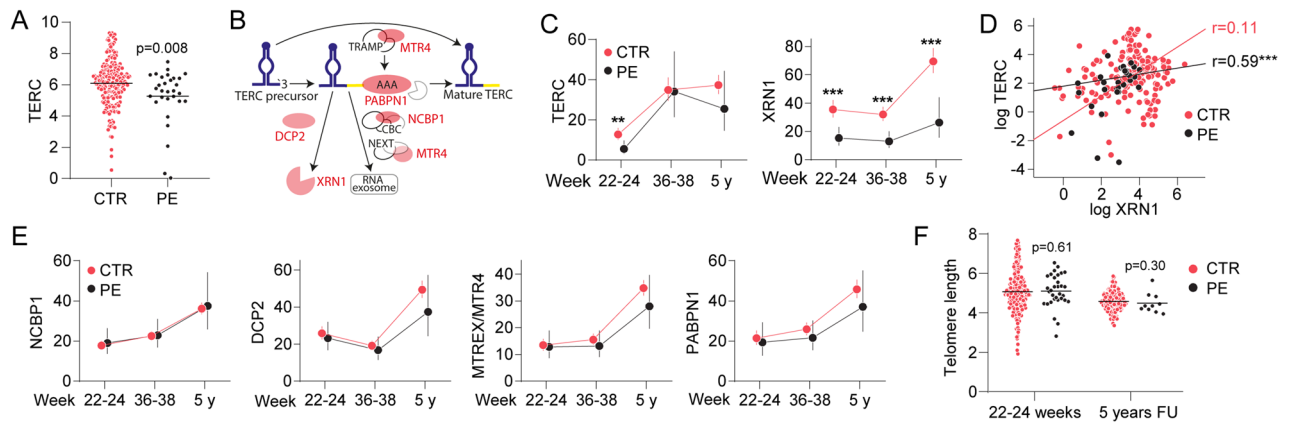 A
10
8
6
4
2
0
TERC
p=0.008
CTR
PE
B
TRAMP
MTR4
3
AAA
TERC precursor
PABPN1
Mature TERC
NCBP1
CBC
DCP2
NEXT
MTR4
XRN1
RNA
exosome
C
60
40
20
0
TERC
CTR
PE
**
Week 22-24 36-38 5 y
80
60
40
20
0
XRN1
***
***
***
Week 22-24 36-38 5 y
D
6
4
2
0
-2
-4
log TERC
r=0.11
r=0.59***
CTR
PE
0 2 4 6
log XRN1
E
60
40
20
0
NCBP1
CTR
PE
Week 22-24 36-38 5 y
60
40
20
0
DCP2
Week 22-24 36-38 5 y
40
30
20
10
0
MTREX/MTR4
Week 22-24 36-38 5 y
60
40
20
0
PABPN1
Week 22-24 36-38 5 y
F
8
6
4
2
0
Telomere length
p=0.61
p=0.30
CTR
PE
22-24 weeks 5 years FU